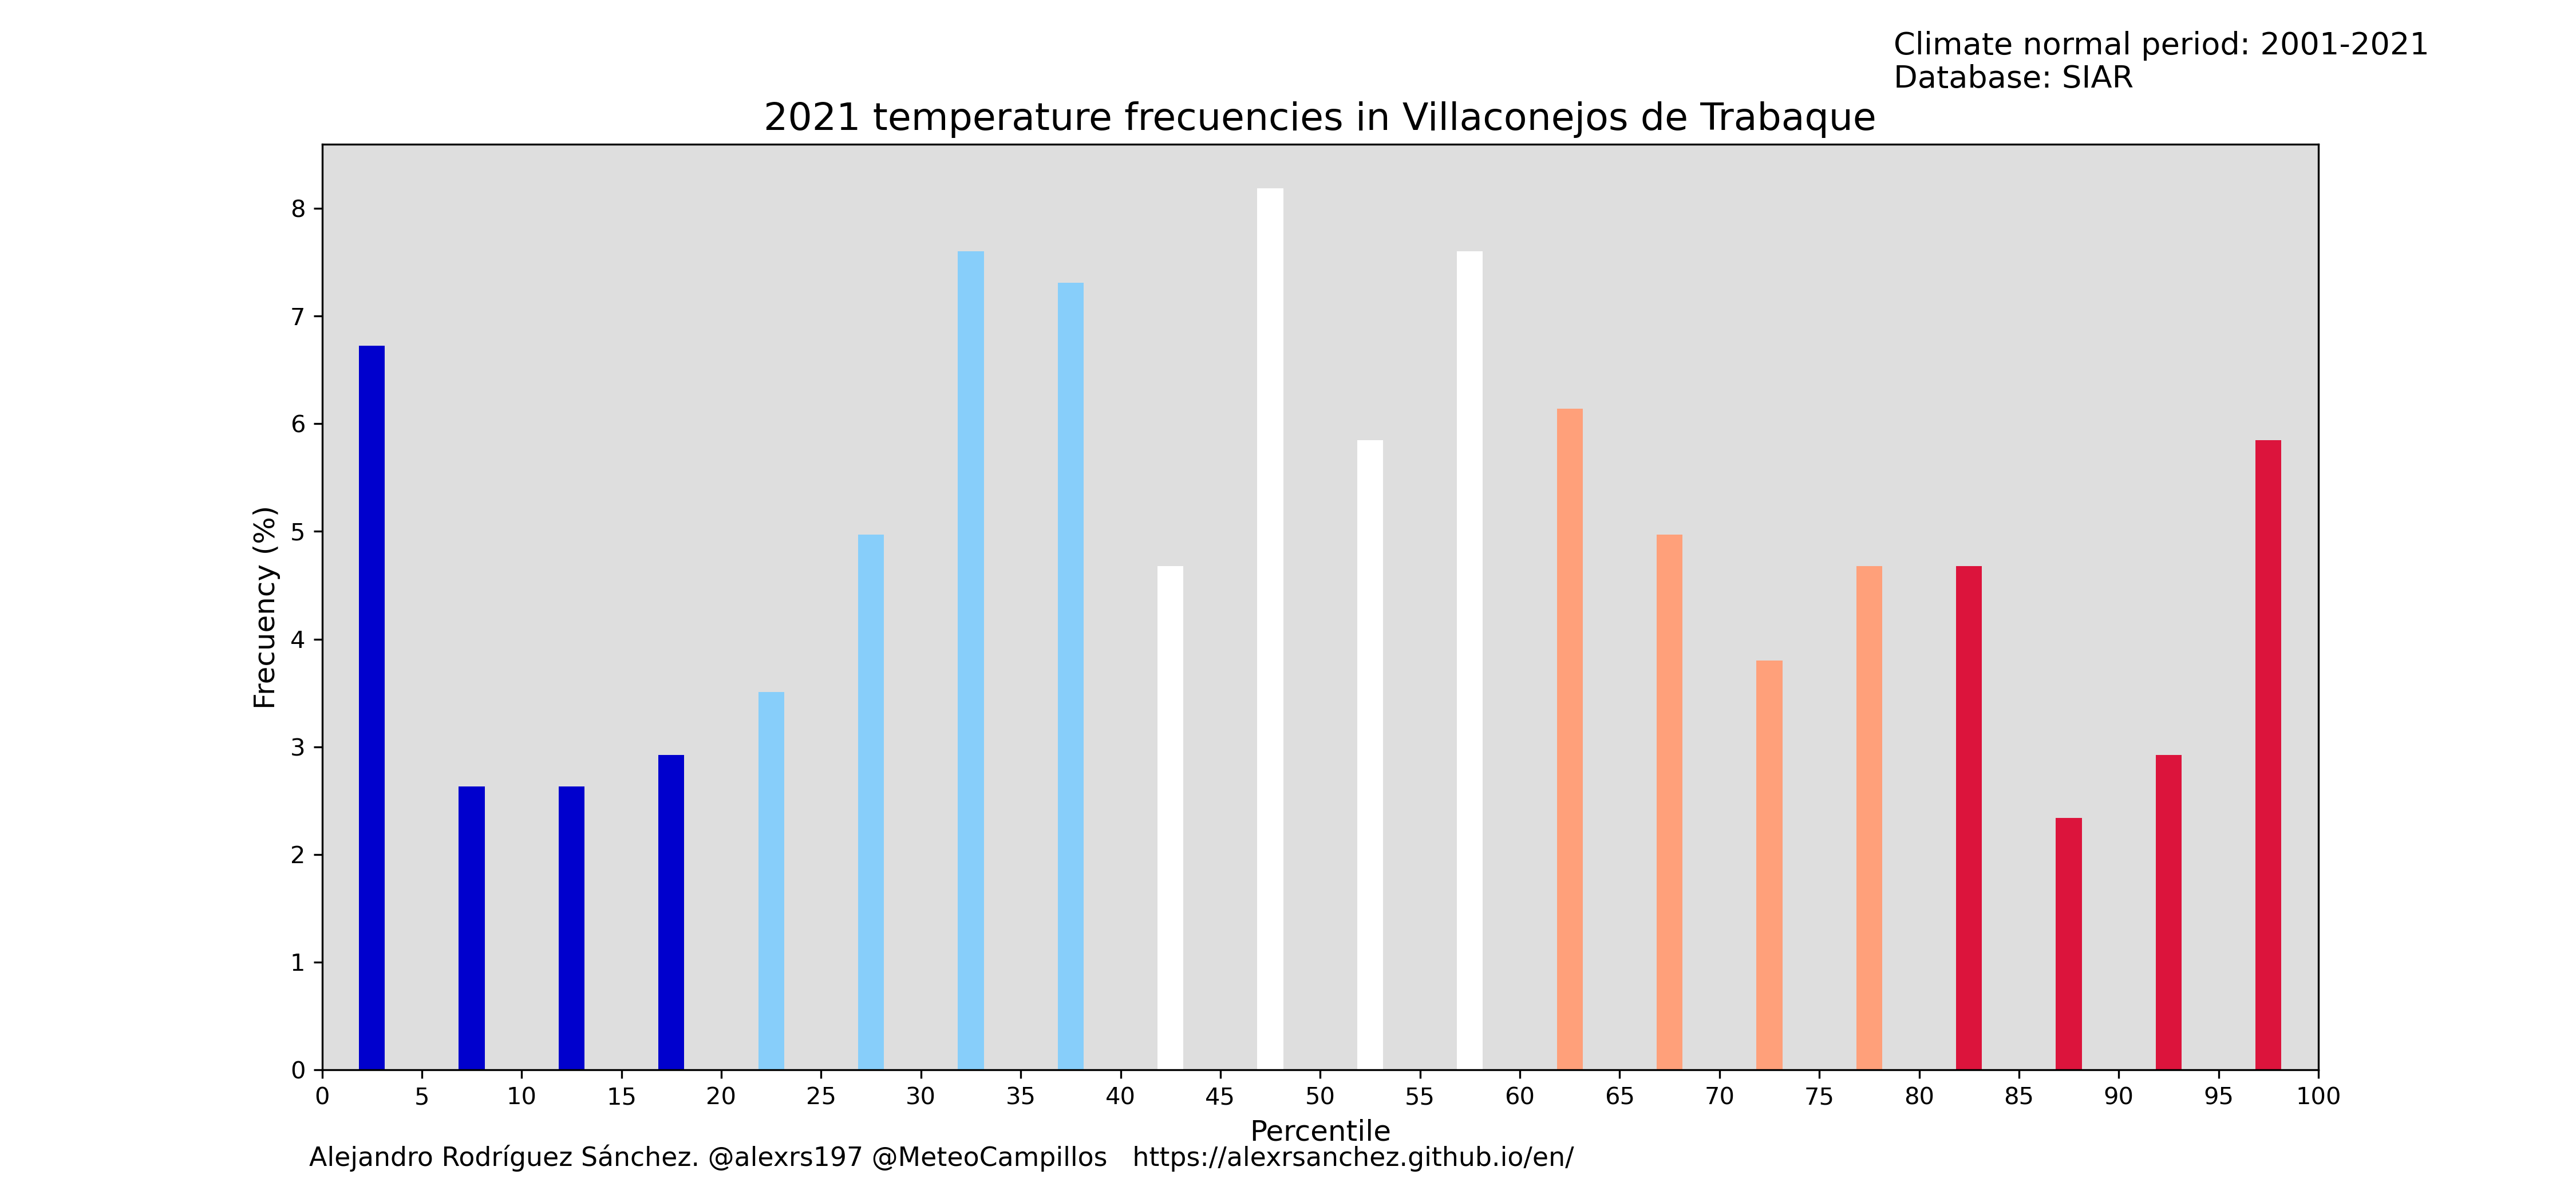 Climate normal period: 2001-2021
Database: SIAR
2021 temperature frecuencies in Villaconejos de Trabaque
Frecuency (%)
8
7
6
5
4
3
2
1
0
0 5 10 15 20 25 30 35 40 45 50 55 60 65 70 75 80 85 90 95 100
Percentile
Alejandro Rodríguez Sánchez. @alexrs197 @MeteoCampillos https://alexrsanchez.github.io/en/